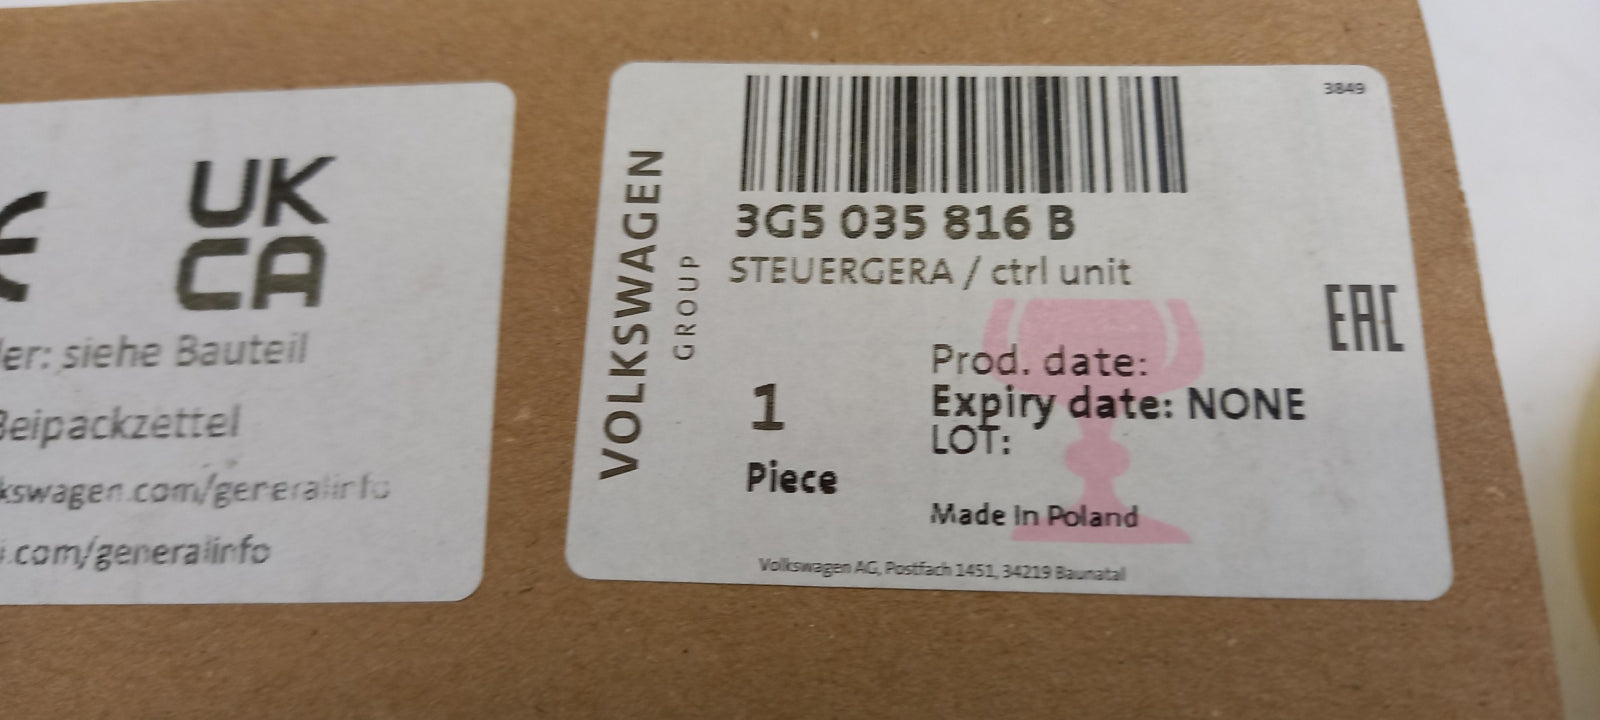 UK
CA
er: siehe Bauteil
Beipackzettel
kswagen.com/generalinfo
i.com/generalinfo
VOLKSWAGEN
GROUP
3849
3G5 035 816 B
STEUERGERA / ctrl unit
EAC
1
Piece
Prod. date:
Expiry date: NONE
LOT:
Made In Poland
Volkswagen AG, Postfach 1451, 34219 Baunatal